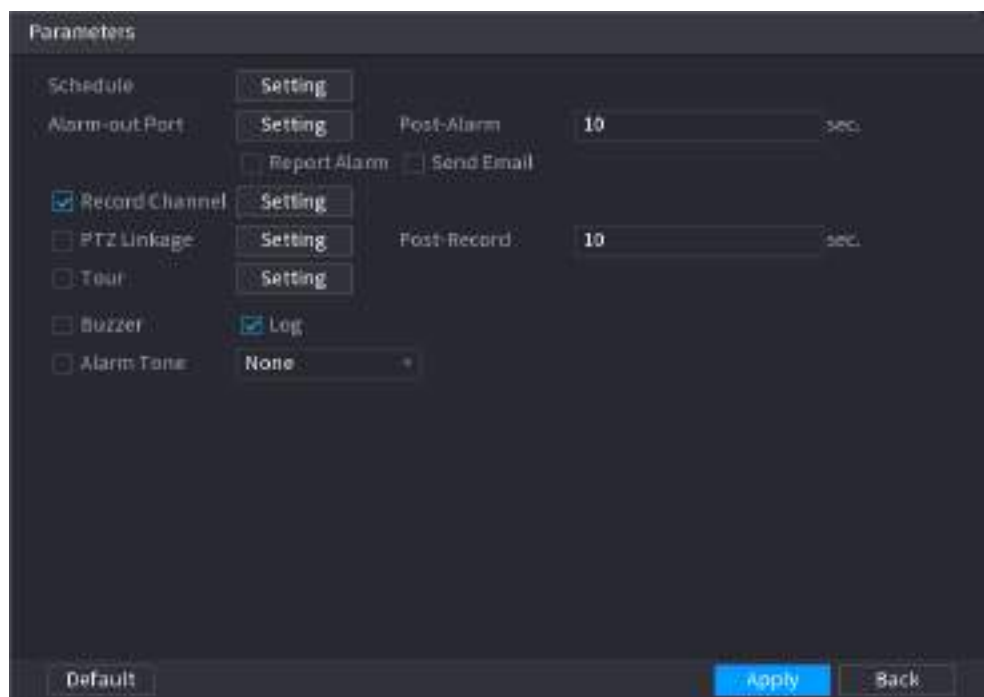 Parameters
Schedule Setting
Alarm-out Port Setting Post-Alarm 10 sec.
Report Alarm Send Email
Record Channel Setting
PTZ Linkage Setting Post-Record 10 sec.
Tour Setting
Buzzer Log
Alarm Tone None
Default Apply Back